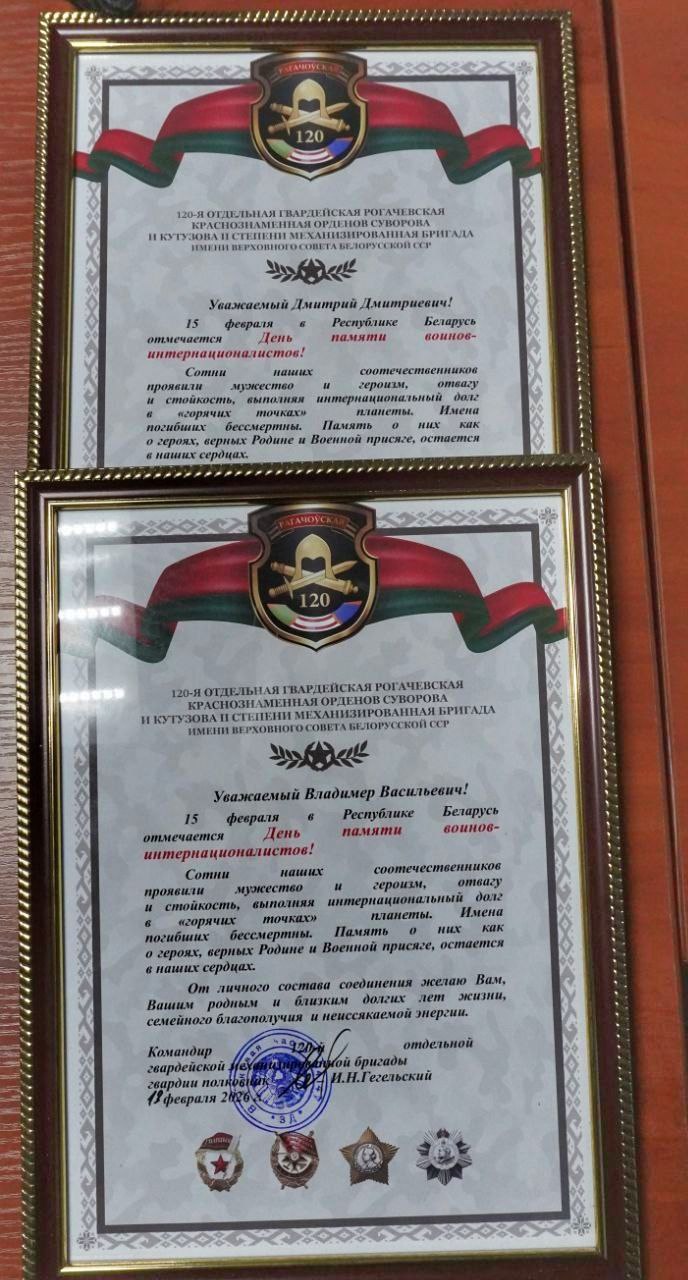 РАГАЧОЎСКАЯ
120
120-Я ОТДЕЛЬНАЯ ГВАРДЕЙСКАЯ РОГАЧЕВСКАЯ
КРАСНОЗНАМЕННАЯ ОРДЕНОВ СУВОРОВА
И КУТУЗОВА II СТЕПЕНИ МЕХАНИЗИРОВАННАЯ БРИГАДА
ИМЕНИ ВЕРХОВНОГО СОВЕТА БЕЛОРУССКОЙ ССР
Уважаемый Дмитрий Дмитриевич!
15 февраля в Республике Беларусь
отмечается День памяти воинов-
интернационалистов!
Сотни наших соотечественников
проявили мужество и героизм, отвагу
и стойкость, выполняя интернациональный долг
в «горячих точках» планеты. Имена
погибших бессмертны. Память о них как
о героях, верных Родине и Военной присяге, остается
в наших сердцах.
РАГАЧОЎСКАЯ
120
120-Я ОТДЕЛЬНАЯ ГВАРДЕЙСКАЯ РОГАЧЕВСКАЯ
КРАСНОЗНАМЕННАЯ ОРДЕНОВ СУВОРОВА
И КУТУЗОВА II СТЕПЕНИ МЕХАНИЗИРОВАННАЯ БРИГАДА
ИМЕНИ ВЕРХОВНОГО СОВЕТА БЕЛОРУССКОЙ ССР
Уважаемый Владимер Васильевич!
15 февраля в Республике Беларусь
отмечается День памяти воинов-
интернационалистов!
Сотни наших соотечественников
проявили мужество и героизм, отвагу
и стойкость, выполняя интернациональный долг
в «горячих точках» планеты. Имена
погибших бессмертны. Память о них как
о героях, верных Родине и Военной присяге, остается
в наших сердцах.
От личного состава соединения желаю Вам,
Вашим родным и близким долгих лет жизни,
семейного благополучия и неиссякаемой энергии.
Командир 120-й отдельной
гвардейской механизированной бригады
гвардии полковник И.Н.Гегельский
февраля 2026 г.